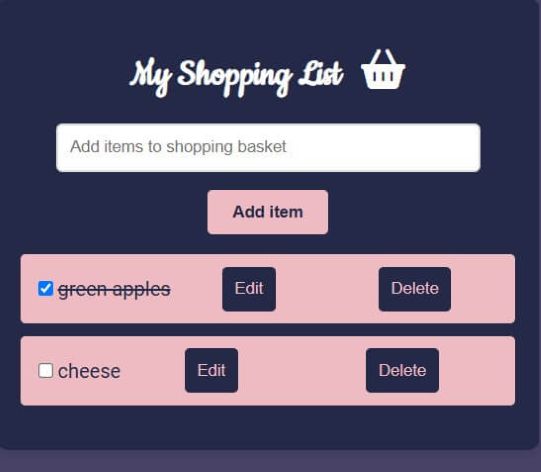 My Shopping List
Add items to shopping basket
Add item
green apples Edit Delete
cheese Edit Delete